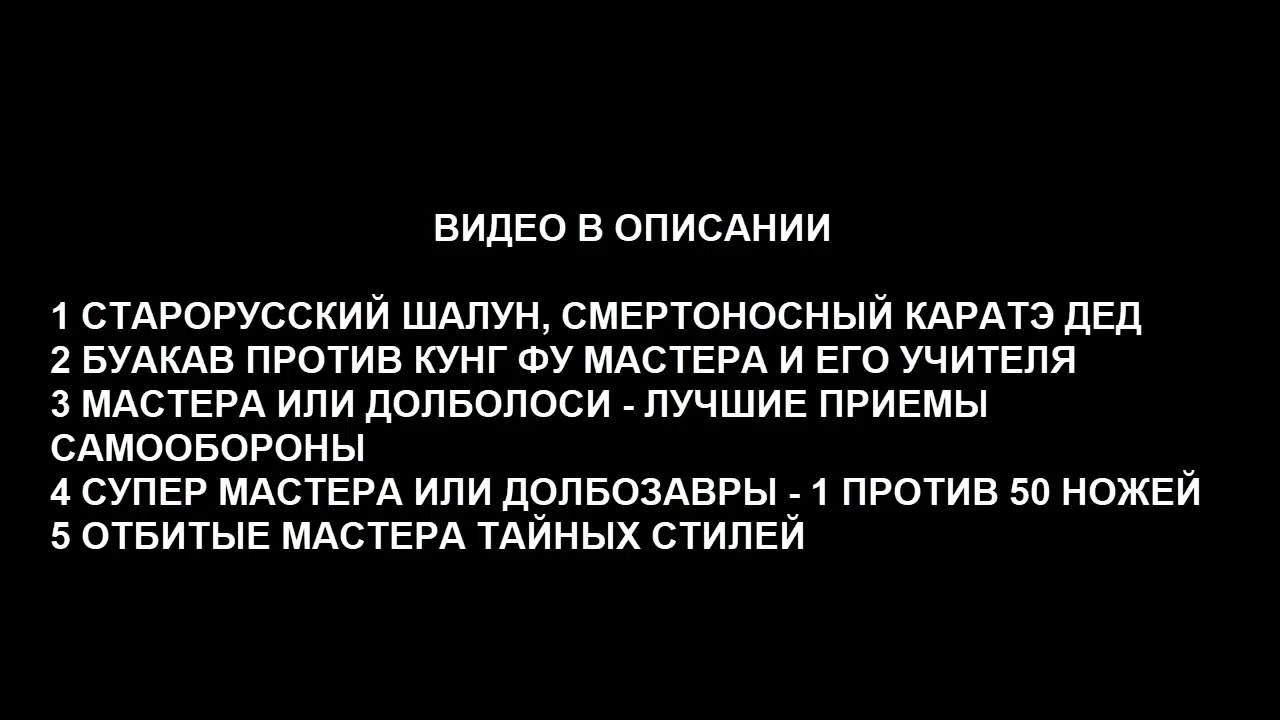 ВИДЕО В ОПИСАНИИ
1 СТАРОРУССКИЙ ШАЛУН, СМЕРТОНОСНЫЙ КАРАТЭ ДЕД
2 БУАКАВ ПРОТИВ КУНГ ФУ МАСТЕРА И ЕГО УЧИТЕЛЯ
3 МАСТЕРА ИЛИ ДОЛБОЛОСИ - ЛУЧШИЕ ПРИЕМЫ
САМООБОРОНЫ
4 СУПЕР МАСТЕРА ИЛИ ДОЛБОЗАВРЫ - 1 ПРОТИВ 50 НОЖЕЙ
5 ОТБИТЫЕ МАСТЕРА ТАЙНЫХ СТИЛЕЙ